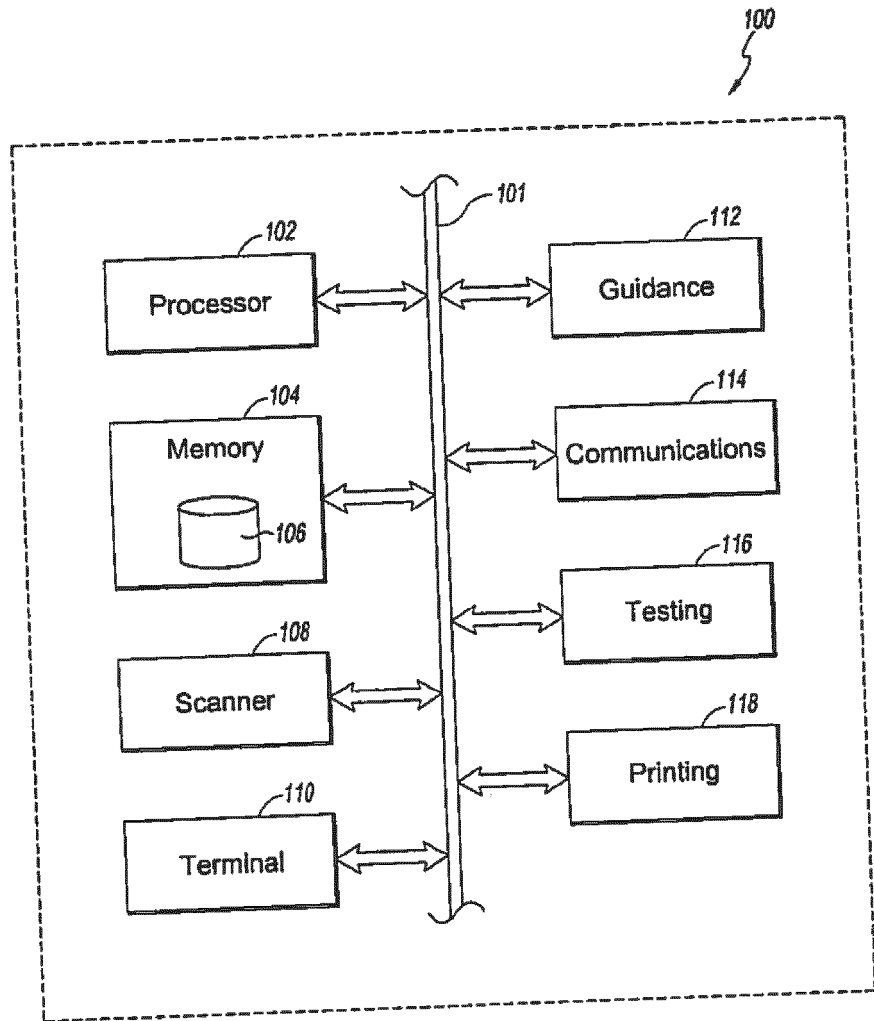 100
101
102
Processor
112
Guidance
104
Memory
106
114
Communications
108
Scanner
116
Testing
110
Terminal
118
Printing